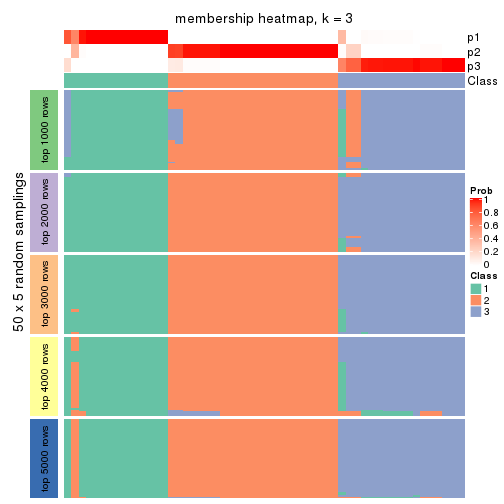 membership heatmap, k = 3
p1
p2
p3
Class
50 x 5 random samplings
top 1000 rows
top 2000 rows
top 3000 rows
top 4000 rows
top 5000 rows
Prob
1
0.8
0.6
0.4
0.2
0
Class
1
2
3